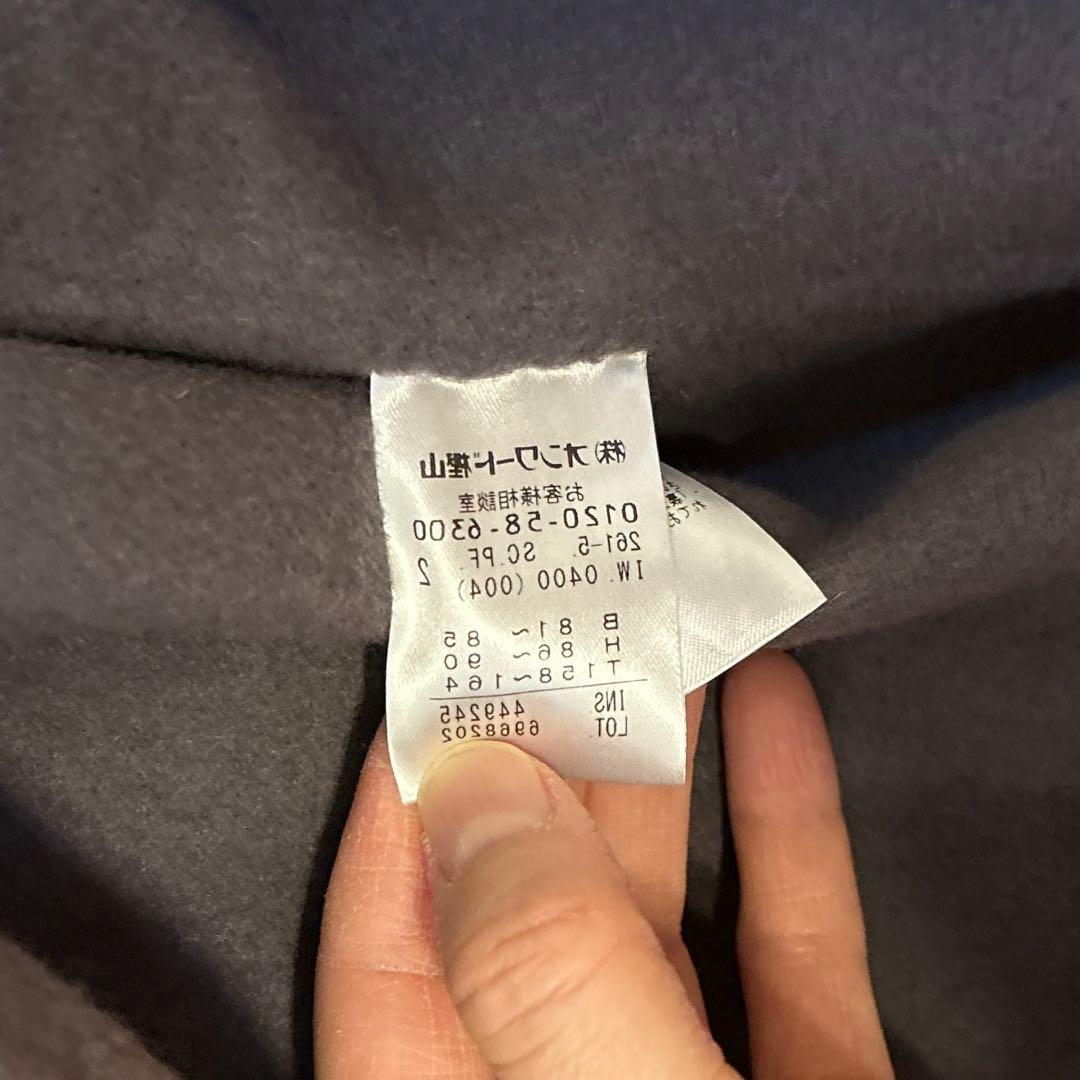 (株)オンワード樫山
お客様相談室
0120-58-6300
261-5. SC.PF. 2
IW. 0400 (004)
B 81~ 85
H 86~ 90
T158~164
INS. 449245
LOT. 6968202